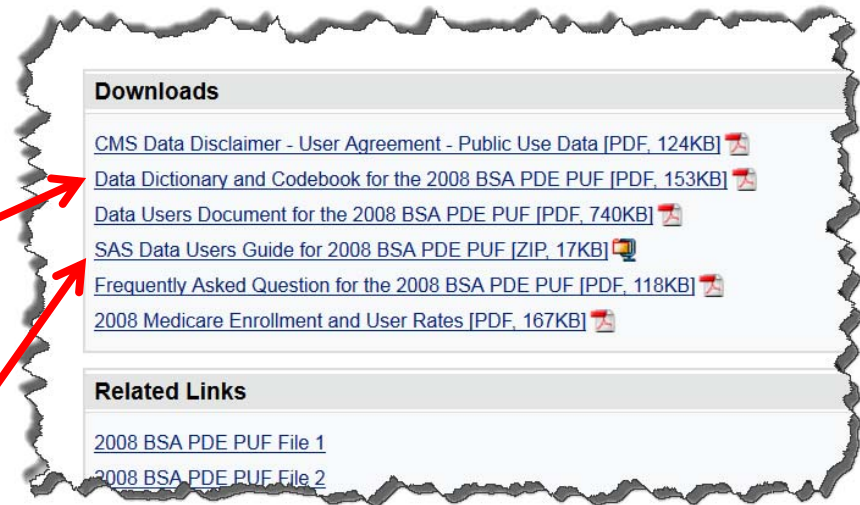 Downloads
CMS Data Disclaimer - User Agreement - Public Use Data [PDF, 124KB]
Data Dictionary and Codebook for the 2008 BSA PDE PUF [PDF, 153KB]
Data Users Document for the 2008 BSA PDE PUF [PDF, 740KB]
SAS Data Users Guide for 2008 BSA PDE PUF [ZIP, 17KB]
Frequently Asked Question for the 2008 BSA PDE PUF [PDF, 118KB]
2008 Medicare Enrollment and User Rates [PDF, 167KB]
Related Links
2008 BSA PDE PUF File 1
2008 BSA PDE PUF File 2